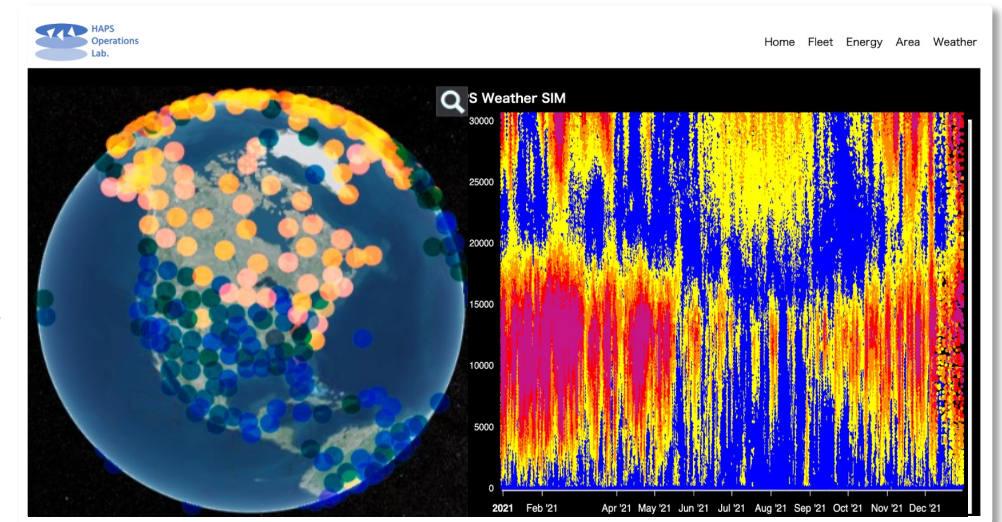 HAPS
Operations
Lab.
Home Fleet Energy Area Weather
S Weather SIM
30000
25000
20000
15000
10000
5000
0
2021 Feb '21 Apr '21 May '21 Jun '21 Jul '21 Aug '21 Sep '21 Oct '21 Nov '21 Dec '21